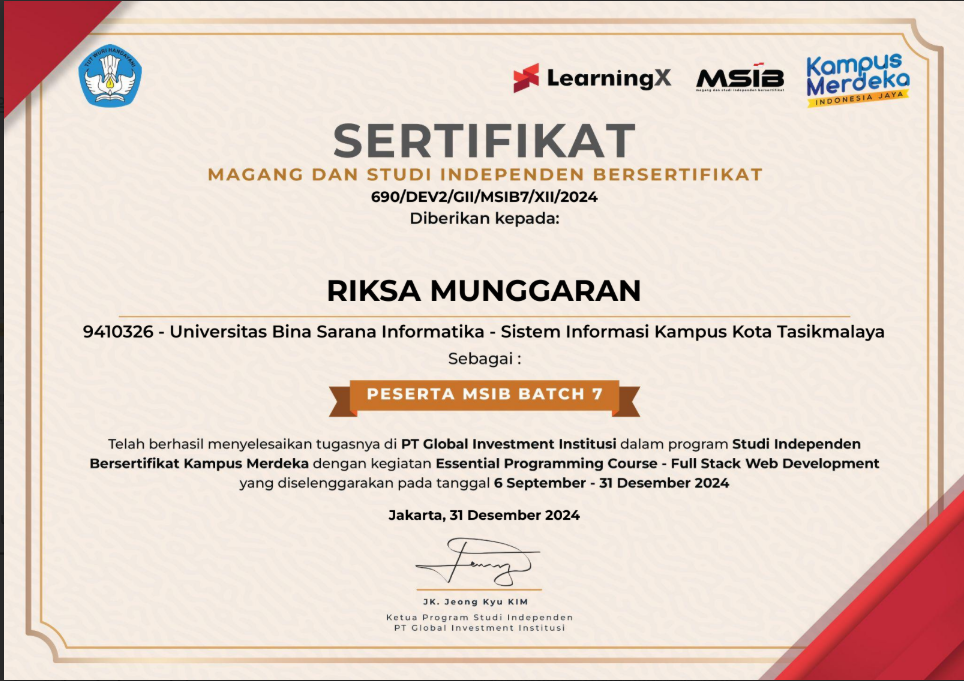 TUT WURI HANDAYANI
LearningX
MSIB
magang dan studi independen bersertifikat
Kampus
Merdeka
INDONESIA JAYA
SERTIFIKAT
MAGANG DAN STUDI INDEPENDEN BERSERTIFIKAT
690/DEV2/GII/MSIB7/XII/2024
Diberikan kepada:
RIKSA MUNGGARAN
9410326 - Universitas Bina Sarana Informatika - Sistem Informasi Kampus Kota Tasikmalaya
Sebagai :
PESERTA MSIB BATCH 7
Telah berhasil menyelesaikan tugasnya di PT Global Investment Institusi dalam program Studi Independen
Bersertifikat Kampus Merdeka dengan kegiatan Essential Programming Course - Full Stack Web Development
yang diselenggarakan pada tanggal 6 September - 31 Desember 2024
Jakarta, 31 Desember 2024
JK. Jeong Kyu KIM
Ketua Program Studi Independen
PT Global Investment Institusi